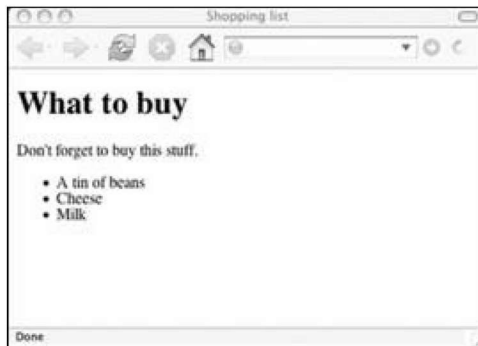 Shopping list
What to buy
Don't forget to buy this stuff.
• A tin of beans
• Cheese
• Milk
Done